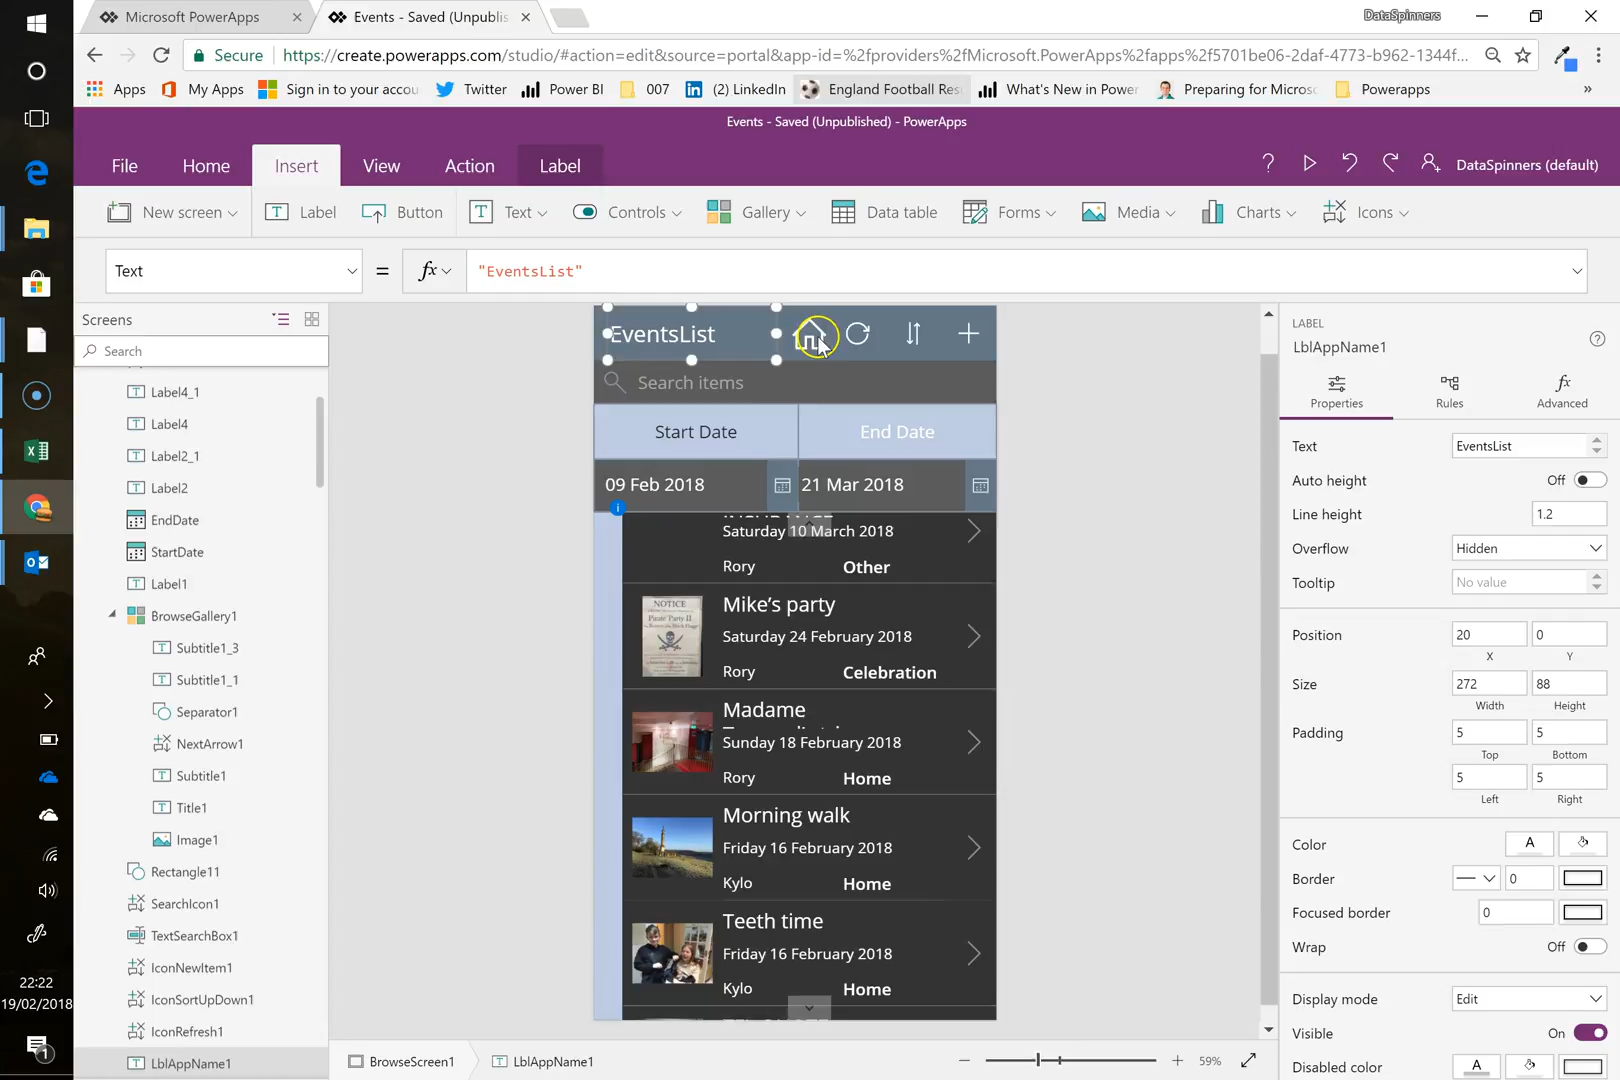 Microsoft PowerApps
Events - Saved (Unpublis
DataSpinners
Secure
https://create.powerapps.com/studio/#action=edit&source=portal&app-id=%2fproviders%2fMicrosoft.PowerApps%2fapps%2f5701be06-2daf-4773-b962-1344f...
Apps
My Apps
Sign in to your accou
Twitter
Power BI
007
(2) LinkedIn
England Football Res
What's New in Power
Preparing for Micros
Powerapps
»
Events - Saved (Unpublished) - PowerApps
File
Home
Insert
View
Action
Label
?
DataSpinners (default)
New screen
Label
Button
Text
Controls
Gallery
Data table
Forms
Media
Charts
Icons
Text
=
fx
"EventsList"
Screens
Search
Label4_1
Label4
Label2_1
Label2
EndDate
StartDate
Label1
BrowseGallery1
Subtitle1_3
Subtitle1_1
Separator1
NextArrow1
Subtitle1
Title1
Image1
Rectangle11
SearchIcon1
TextSearchBox1
IconNewItem1
IconSortUpDown1
IconRefresh1
LblAppName1
EventsList
Search items
Start Date
End Date
09 Feb 2018
21 Mar 2018
Saturday 10 March 2018
Rory
Other
NOTICE
Pirate Party II
Mike's party
Saturday 24 February 2018
Rory
Celebration
Madame
Sunday 18 February 2018
Rory
Home
Morning walk
Friday 16 February 2018
Kylo
Home
Teeth time
Friday 16 February 2018
Kylo
Home
BrowseScreen1
LblAppName1
59%
LABEL
LblAppName1
?
Properties
Rules
fx
Advanced
Text
EventsList
Auto height
Off
Line height
1.2
Overflow
Hidden
Tooltip
No value
Position
20
0
X
Y
Size
272
88
Width
Height
Padding
5
5
Top
Bottom
5
5
Left
Right
Color
A
Border
0
Focused border
0
Wrap
Off
Display mode
Edit
Visible
On
Disabled color
A
22:22
19/02/2018
1